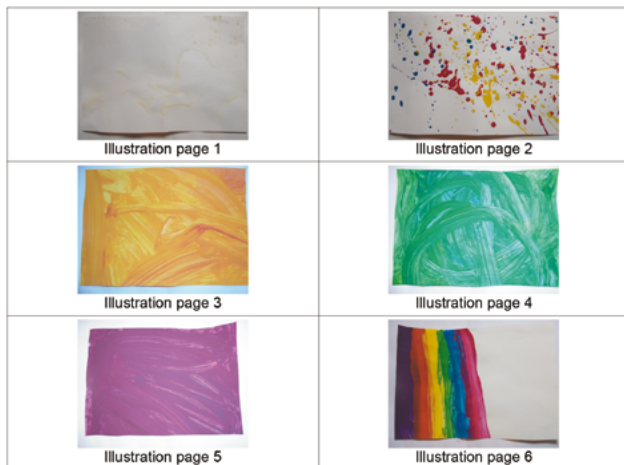 Illustration page 1
Illustration page 2
Illustration page 3
Illustration page 4
Illustration page 5
Illustration page 6